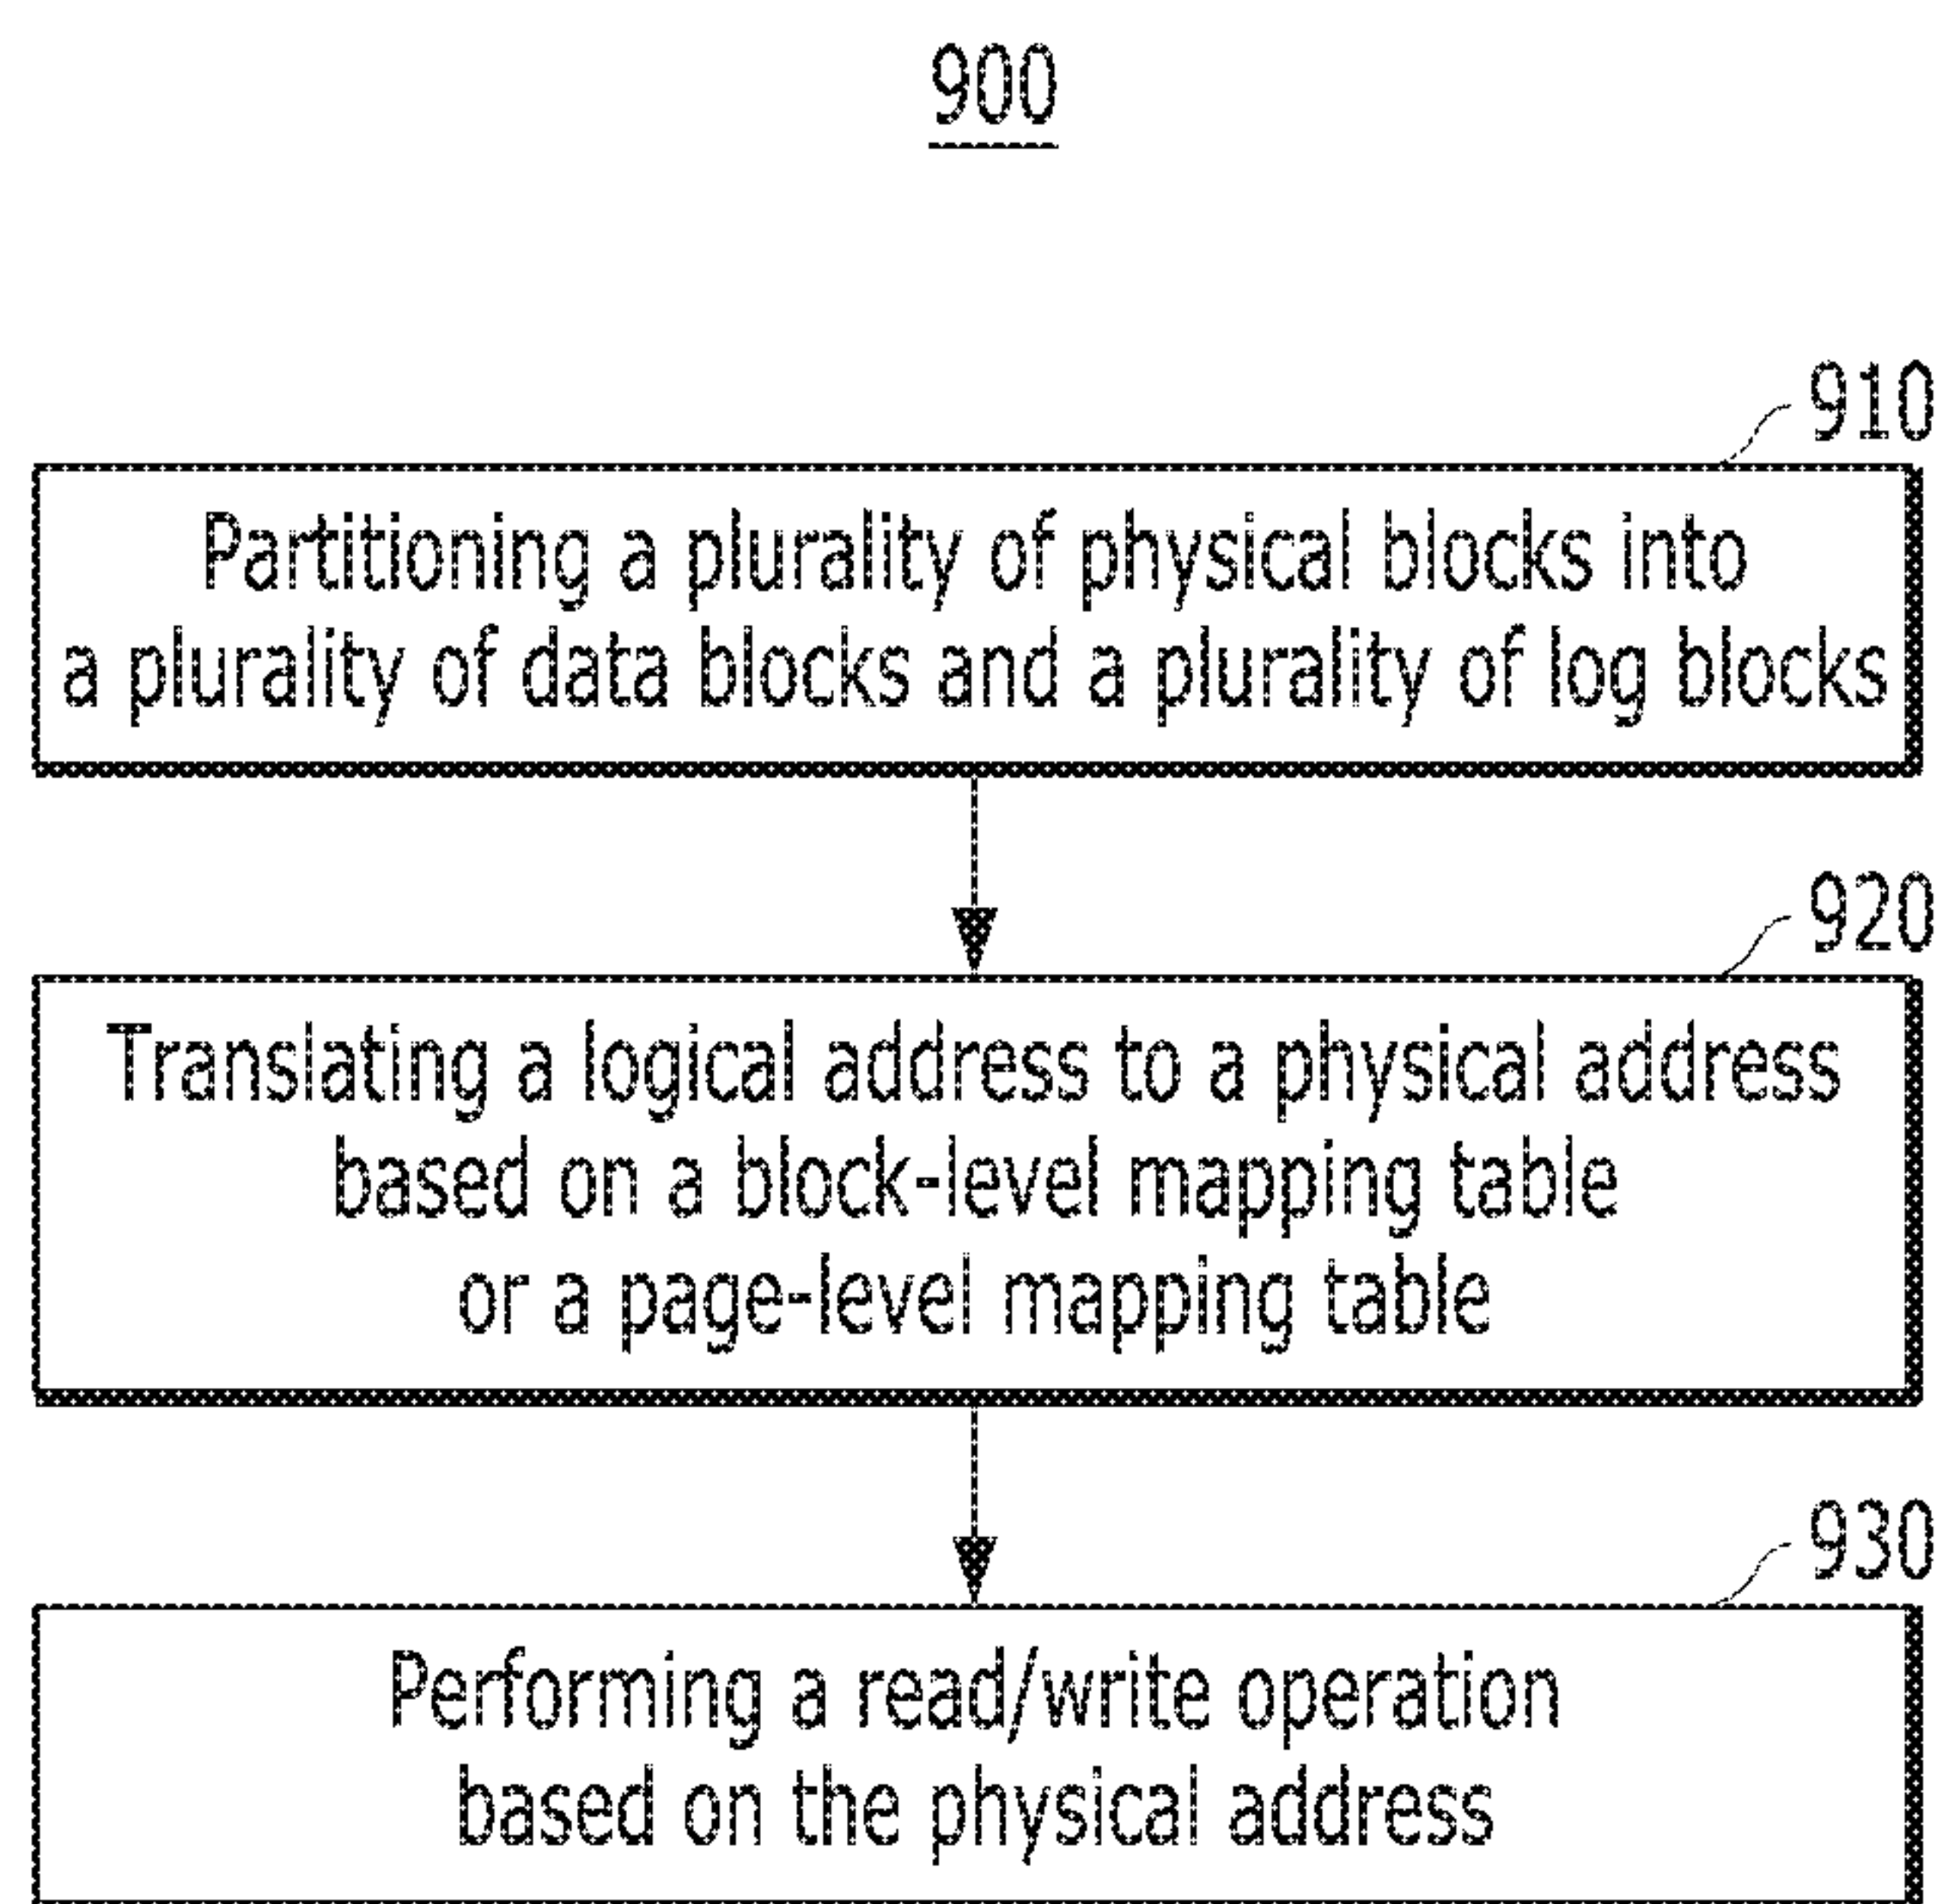 900
910
Partitioning a plurality of physical blocks into
a plurality of data blocks and a plurality of log blocks
920
Translating a logical address to a physical address
based on a block-level mapping table
or a page-level mapping table
930
Performing a read/write operation
based on the physical address